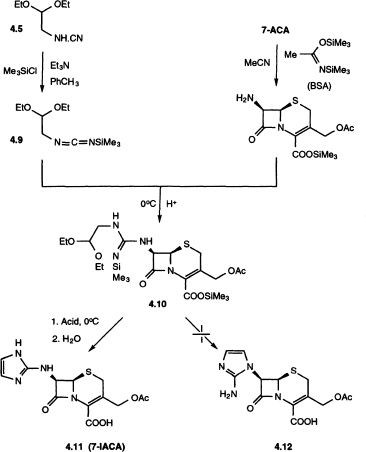 EtO OEt
4.5
NH.CN
7-ACA
Me3SiCl
Et3N
PhCH3
MeCN
Me
OSiMe3
NSiMe3
(BSA)
EtO OEt
4.9
N=C=NSiMe3
H2N
S
O
N
OAc
COOSiMe3
0ºC H+
H
N
NH
S
EtO
O
Et
N
Si
Me3
O
N
OAc
COOSiMe3
4.10
1. Acid, 0ºC
2. H2O
H
N
N
NH
S
O
N
OAc
COOH
4.11 (7-IACA)
N
N
H2N
S
O
N
OAc
COOH
4.12